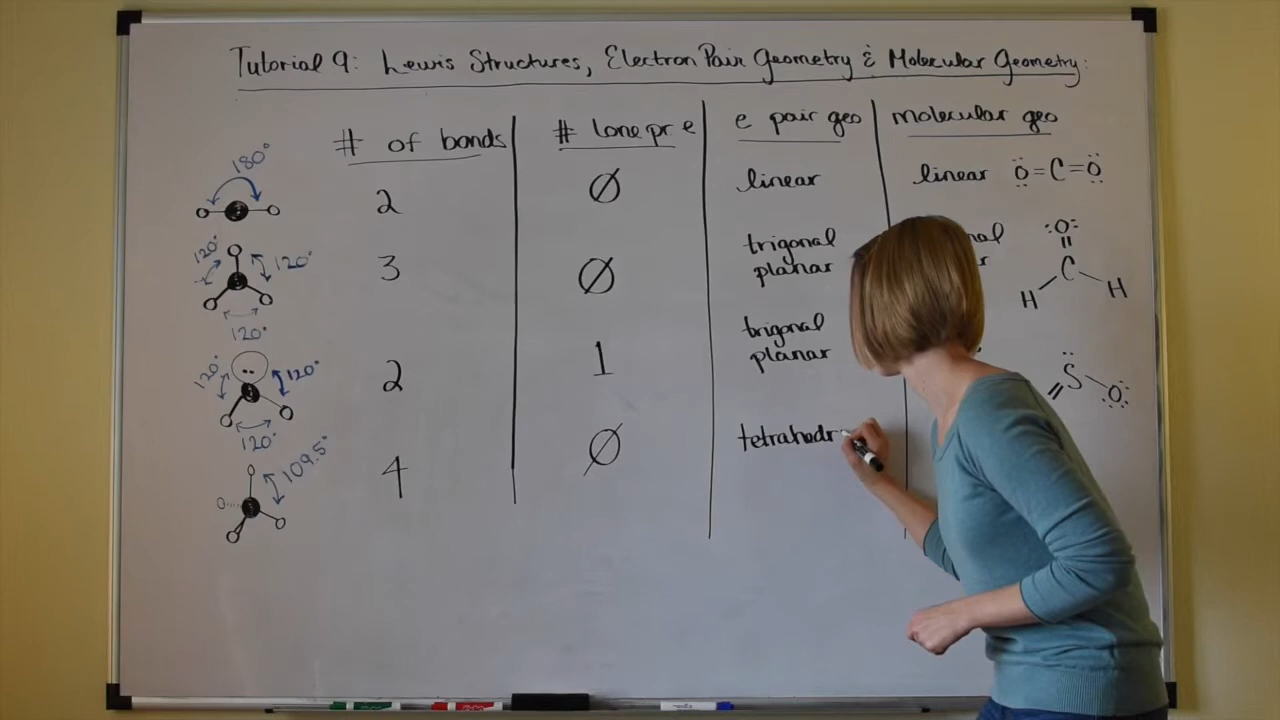 Tutorial 9: Lewis Structures, Electron Pair Geometry & Molecular Geometry:
# of bonds
# lone pr e
e pair geo
molecular geo
180°
2
Ø
linear
linear
Ö=C=Ö
120°
120°
120°
3
Ø
trigonal
planar
:O:
C
H
H
120°
120°
120°
2
1
trigonal
planar
S
O
109.5°
4
Ø
tetrahedr